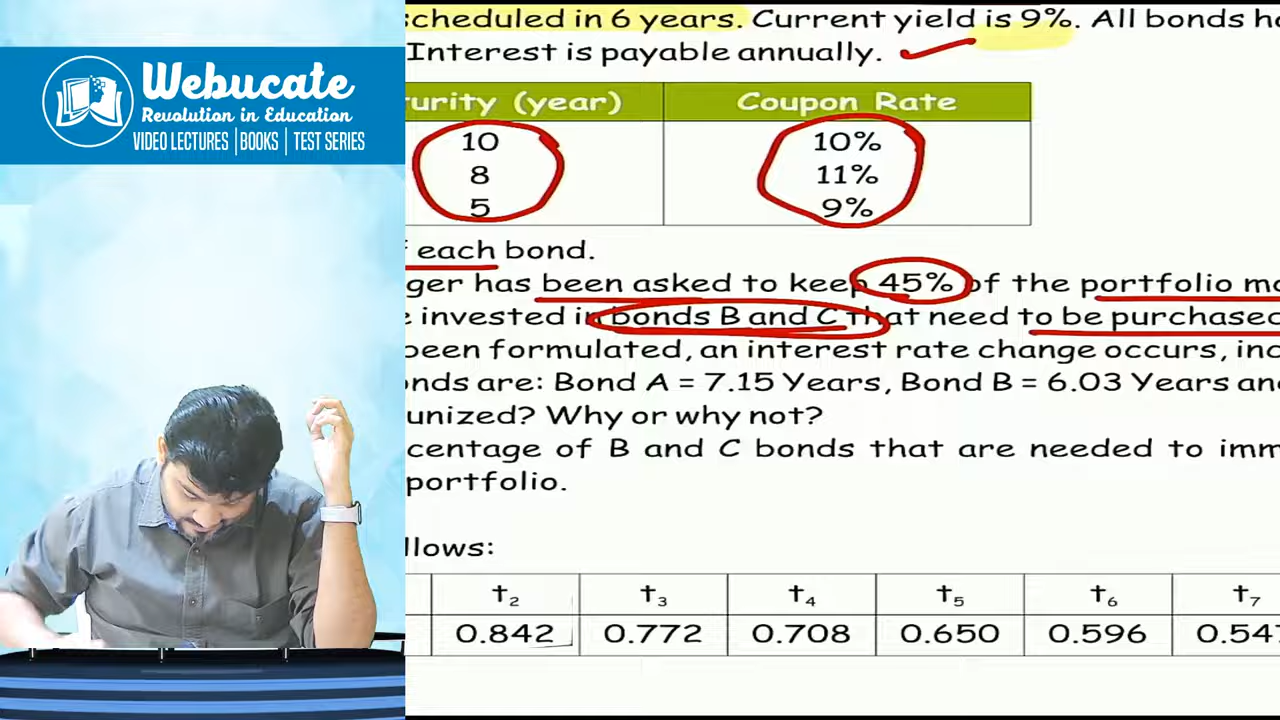 Webucate
Revolution in Education
VIDEO LECTURES | BOOKS | TEST SERIES
scheduled in 6 years. Current yield is 9%. All bonds ha
Interest is payable annually.
turity (year) Coupon Rate
10 10%
8 11%
5 9%
f each bond.
ger has been asked to keep 45% of the portfolio mo
e invested in bonds B and C that need to be purchased
been formulated, an interest rate change occurs, inc
onds are: Bond A = 7.15 Years, Bond B = 6.03 Years and
unized? Why or why not?
centage of B and C bonds that are needed to imm
portfolio.
llows:
t2 t3 t4 t5 t6 t7
0.842 0.772 0.708 0.650 0.596 0.547